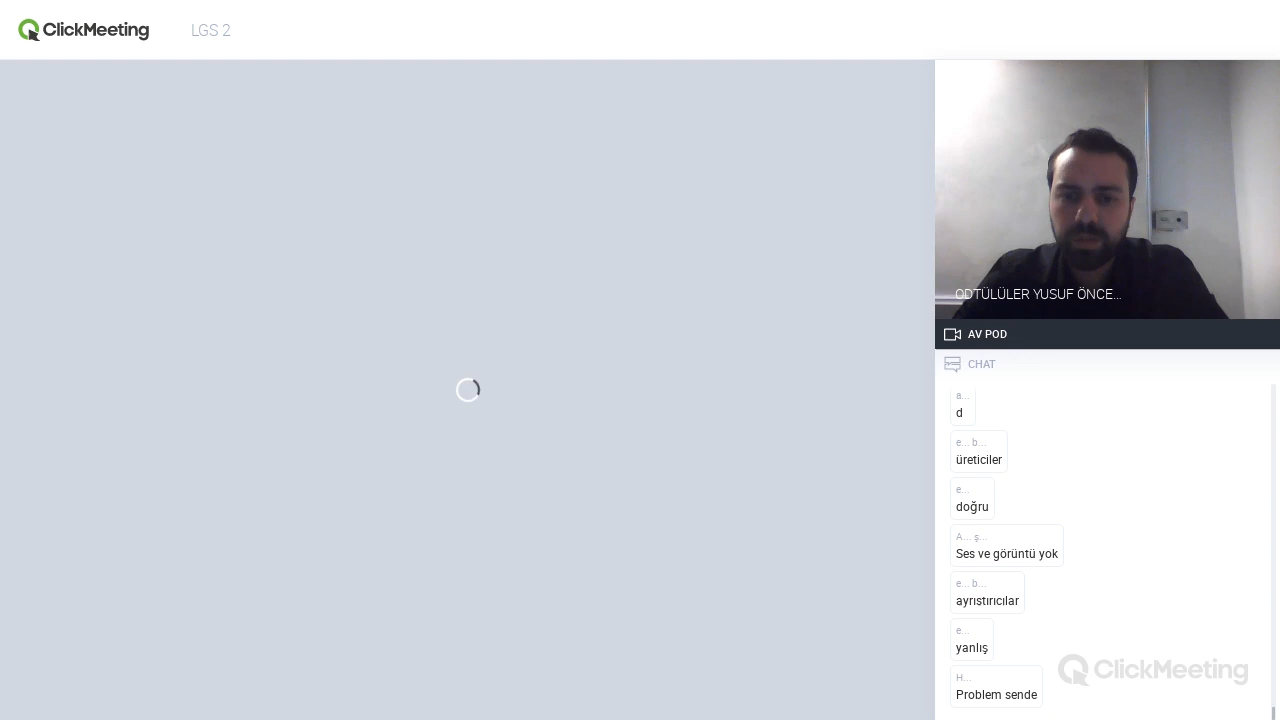 ClickMeeting
LGS 2
ODTÜLÜLER YUSUF ÖNCE...
AV POD
CHAT
a...
d
e... b...
üreticiler
e...
doğru
A... ş...
Ses ve görüntü yok
e... b...
ayrıstırıcılar
e...
yanlış
H...
Problem sende
ClickMeeting